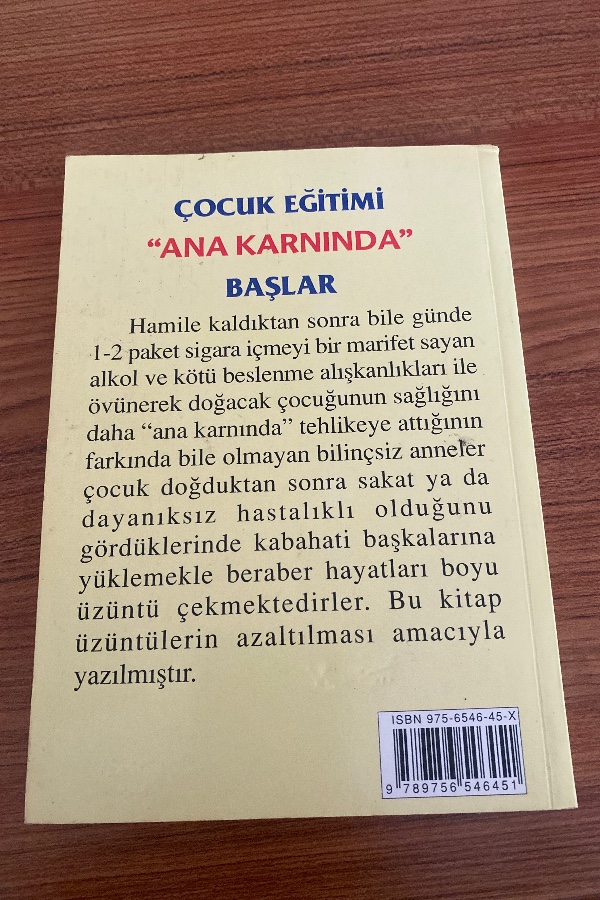 ÇOCUK EĞİTİMİ
“ANA KARNINDA”
BAŞLAR
Hamile kaldıktan sonra bile günde
1-2 paket sigara içmeyi bir marifet sayan
alkol ve kötü beslenme alışkanlıkları ile
övünerek doğacak çocuğunun sağlığını
daha “ana karnında” tehlikeye attığının
farkında bile olmayan bilinçsiz anneler
çocuk doğduktan sonra sakat ya da
dayanıksız hastalıklı olduğunu
gördüklerinde kabahati başkalarına
yüklemekle beraber hayatları boyu
üzüntü çekmektedirler. Bu kitap
üzüntülerin azaltılması amacıyla
yazılmıştır.
ISBN 975-6546-45-X
9 789756 546451